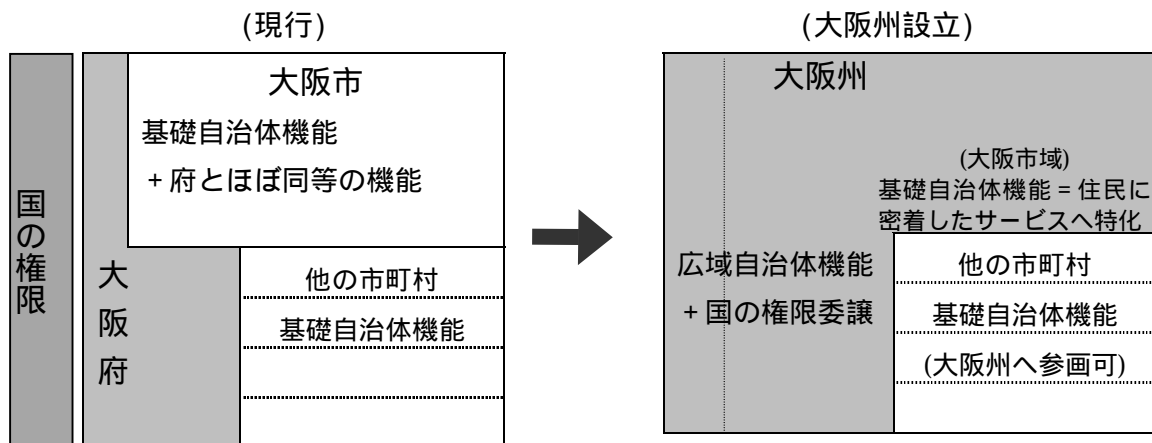 (現行)
大阪市
基礎自治体機能
+府とほぼ同等の機能
国の権限
大阪府
他の市町村
基礎自治体機能
(大阪州設立)
大阪州
(大阪市域)
基礎自治体機能=住民に
密着したサービスへ特化
広域自治体機能
+国の権限委譲
他の市町村
基礎自治体機能
(大阪州へ参画可)